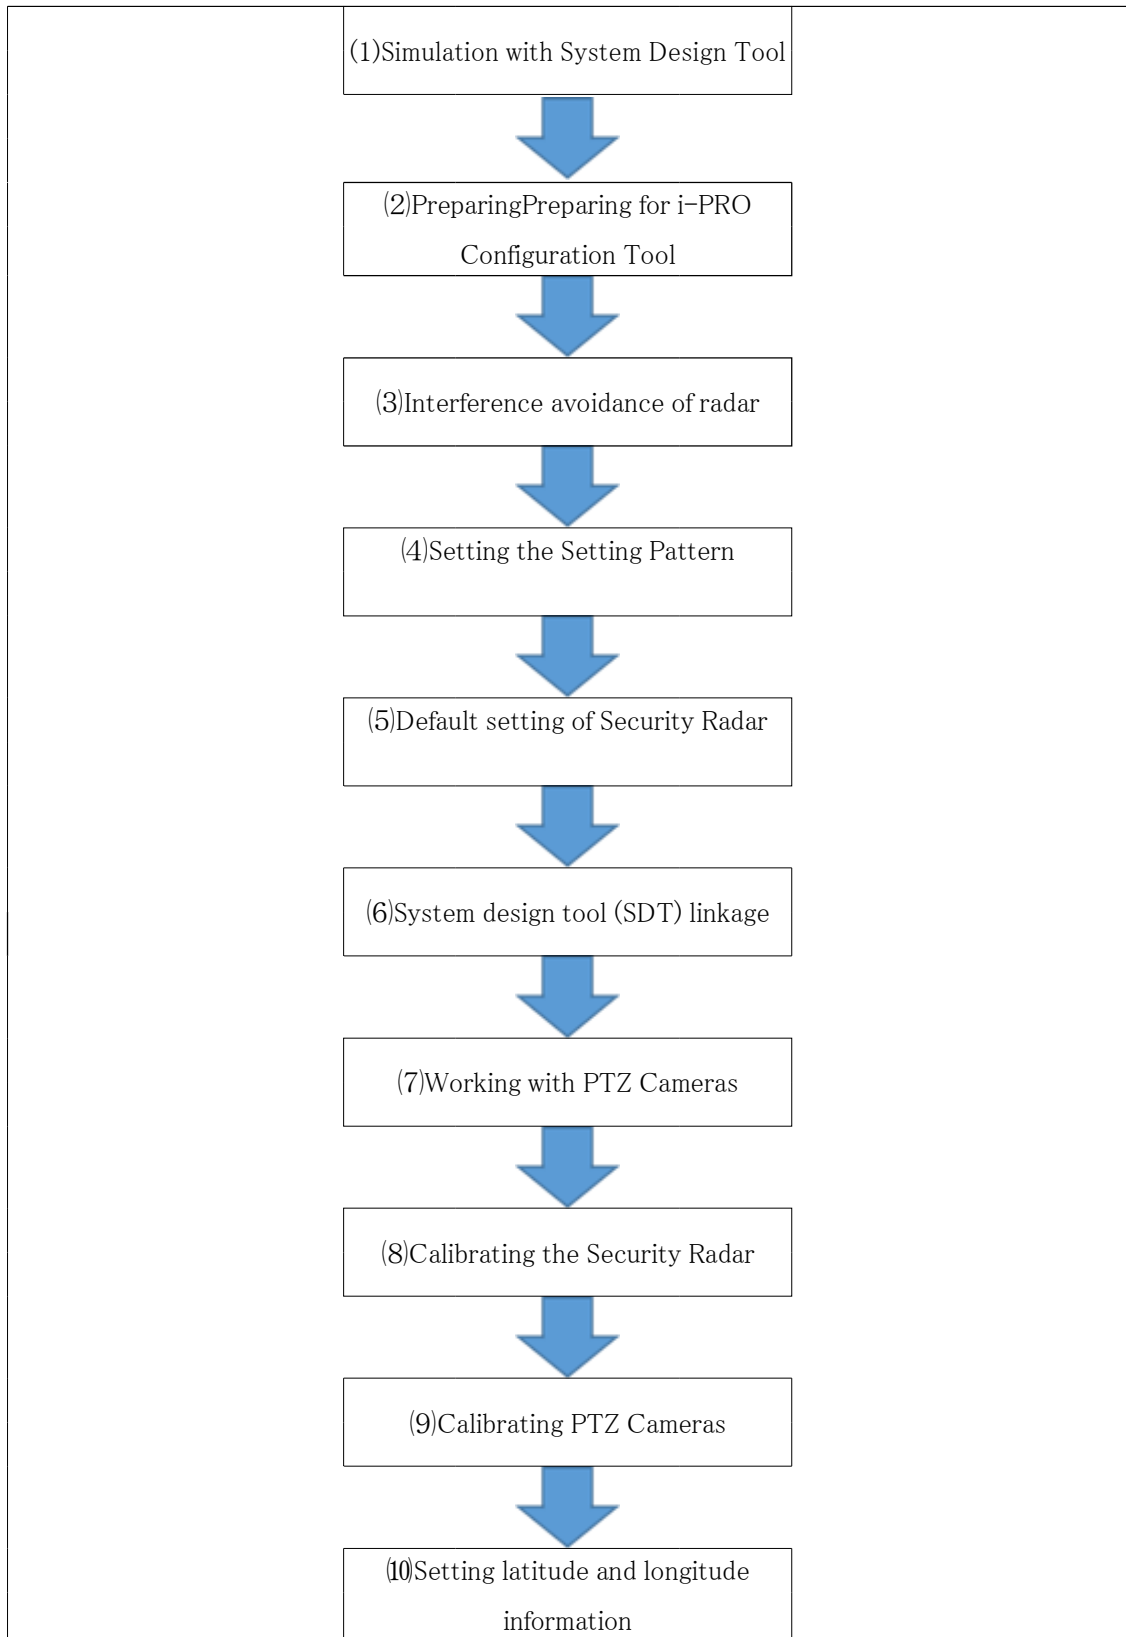 ⑴Simulation with System Design Tool
⑵PreparingPreparing for i-PRO
Configuration Tool
⑶Interference avoidance of radar
⑷Setting the Setting Pattern
⑸Default setting of Security Radar
⑹System design tool (SDT) linkage
⑺Working with PTZ Cameras
⑻Calibrating the Security Radar
⑼Calibrating PTZ Cameras
⑽Setting latitude and longitude
information